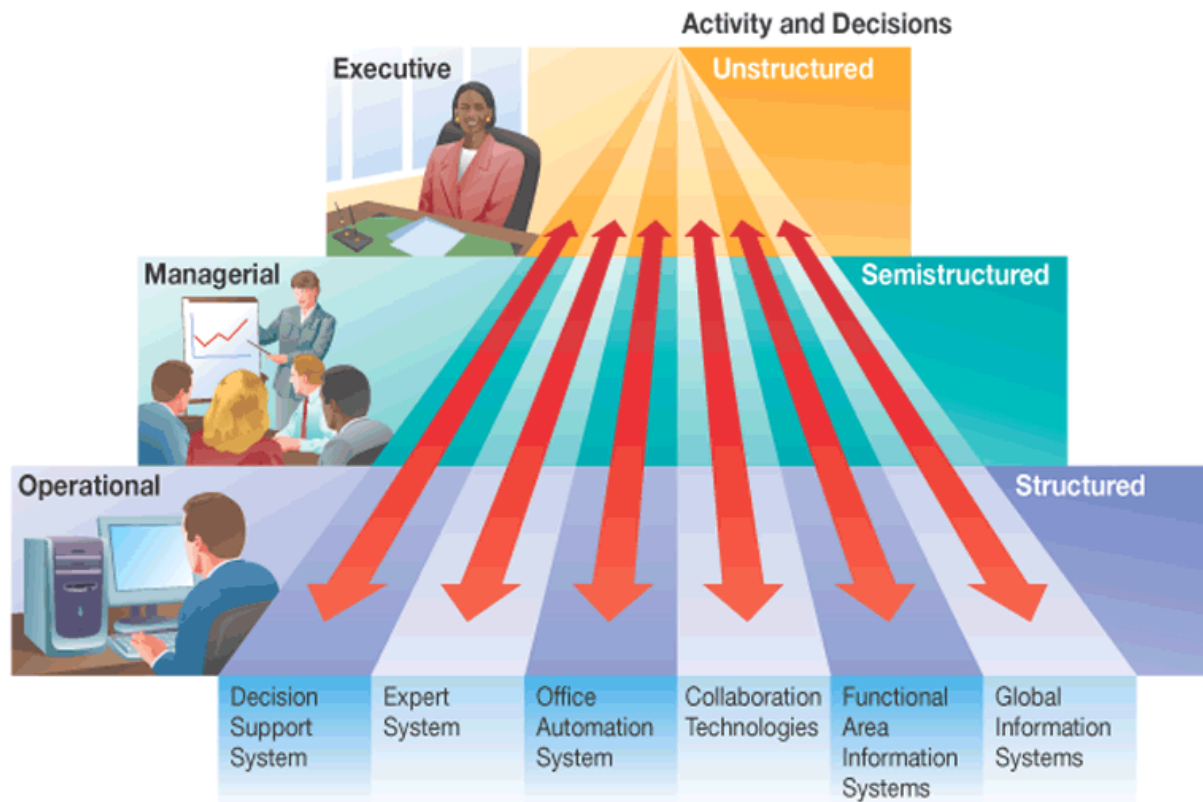 Activity and Decisions
Executive
Unstructured
Managerial
Semistructured
Operational
Structured
Decision
Support
System
Expert
System
Office
Automation
System
Collaboration
Technologies
Functional
Area
Information
Systems
Global
Information
Systems